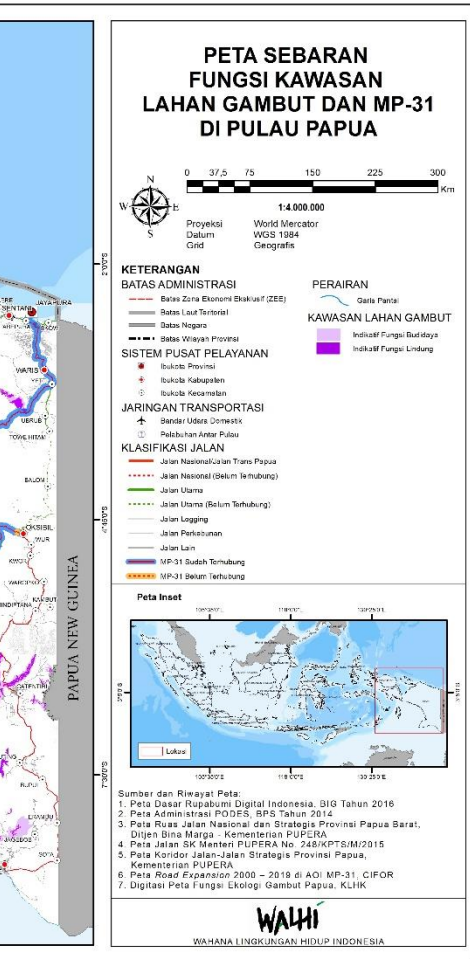 PETA SEBARAN
FUNGSI KAWASAN
LAHAN GAMBUT DAN MP-31
DI PULAU PAPUA
N
W E
S
0 37,5 75 150 225 300
Km
1:4.000.000
Proyeksi World Mercator
Datum WGS 1984
Grid Geografis
KETERANGAN
BATAS ADMINISTRASI
Batas Zona Ekonomi Eksklusif (ZEE)
Batas Laut Teritorial
Batas Negara
Batas Wilayah Provinsi
SISTEM PUSAT PELAYANAN
Ibukota Provinsi
Ibukota Kabupaten
Ibukota Kecamatan
JARINGAN TRANSPORTASI
Bandar Udara Domestik
Pelabuhan Antar Pulau
KLASIFIKASI JALAN
Jalan Nasional/Jalan Trans Papua
Jalan Nasional (Belum Terhubung)
Jalan Utama
Jalan Utama (Belum Terhubung)
Jalan Logging
Jalan Perkebunan
Jalan Lain
MP-31 Sudah Terhubung
MP-31 Belum Terhubung
PERAIRAN
Garis Pantai
KAWASAN LAHAN GAMBUT
Indikatif Fungsi Budidaya
Indikatif Fungsi Lindung
JAYAPURA
WARIS
UBRUB
TOWE HITAM
OKSIBIL
PAPUA NEW GUINEA
SOTA
Peta Inset
Lokasi
Sumber dan Riwayat Peta:
1. Peta Dasar Rupabumi Digital Indonesia, BIG Tahun 2016
2. Peta Administrasi PODES, BPS Tahun 2014
3. Peta Ruas Jalan Nasional dan Strategis Provinsi Papua Barat,
Ditjen Bina Marga - Kementerian PUPERA
4. Peta Jalan SK Menteri PUPERA No. 248/KPTS/M/2015
5. Peta Koridor Jalan-Jalan Strategis Provinsi Papua,
Kementerian PUPERA
6. Peta Road Expansion 2000 – 2019 di AOI MP-31, CIFOR
7. Digitasi Peta Fungsi Ekologi Gambut Papua, KLHK
WALHI
WAHANA LINGKUNGAN HIDUP INDONESIA